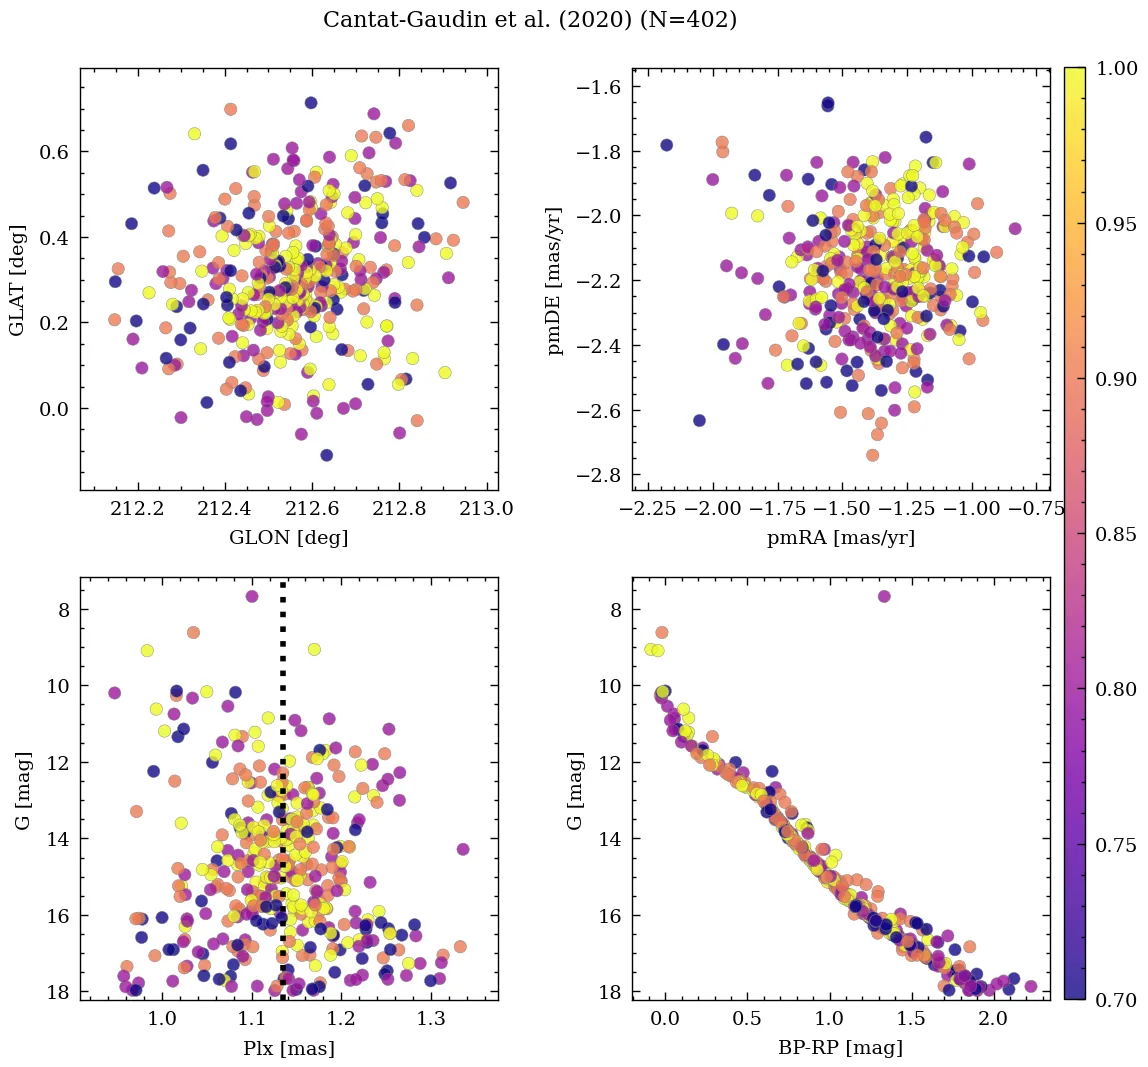 Cantat-Gaudin et al. (2020) (N=402)
0.6
0.4
0.2
0.0
GLAT [deg]
212.2 212.4 212.6 212.8 213.0
GLON [deg]
−1.6
−1.8
−2.0
−2.2
−2.4
−2.6
−2.8
pmDE [mas/yr]
−2.25 −2.00 −1.75 −1.50 −1.25 −1.00 −0.75
pmRA [mas/yr]
8
10
12
14
16
18
G [mag]
1.0 1.1 1.2 1.3
Plx [mas]
8
10
12
14
16
18
G [mag]
0.0 0.5 1.0 1.5 2.0
BP-RP [mag]
1.00
0.95
0.90
0.85
0.80
0.75
0.70